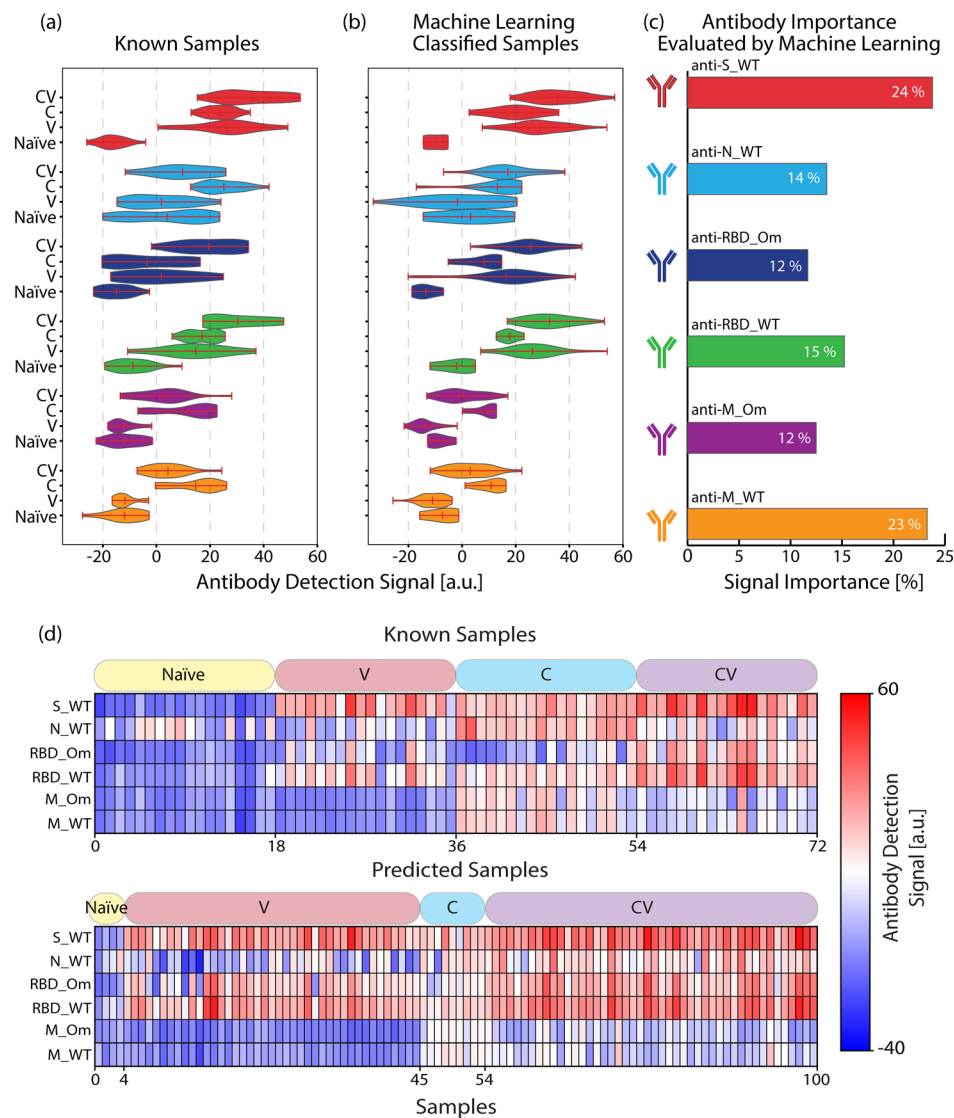 (a)
Known Samples
(b)
Machine Learning
Classified Samples
(c)
Antibody Importance
Evaluated by Machine Learning
CV
C
V
Naïve
CV
C
V
Naïve
CV
C
V
Naïve
CV
C
V
Naïve
CV
C
V
Naïve
CV
C
V
Naïve
-20 0 20 40 60
-20 0 20 40 60
Antibody Detection Signal [a.u.]
anti-S_WT
24 %
anti-N_WT
14 %
anti-RBD_Om
12 %
anti-RBD_WT
15 %
anti-M_Om
12 %
anti-M_WT
23 %
0 5 10 15 20 25
Signal Importance [%]
(d)
Known Samples
Naïve V C CV
S_WT
N_WT
RBD_Om
RBD_WT
M_Om
M_WT
0 18 36 54 72
Predicted Samples
Naïve V C CV
S_WT
N_WT
RBD_Om
RBD_WT
M_Om
M_WT
0 4 45 54 100
Samples
60
Antibody Detection
Signal [a.u.]
-40